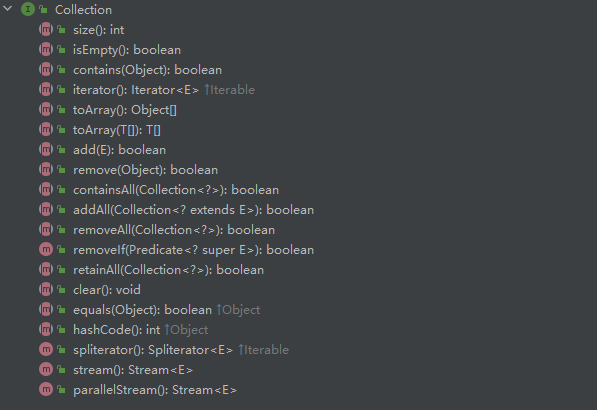 Collection
size(): int
isEmpty(): boolean
contains(Object): boolean
iterator(): Iterator<E> ↑Iterable
toArray(): Object[]
toArray(T[]): T[]
add(E): boolean
remove(Object): boolean
containsAll(Collection<?>): boolean
addAll(Collection<? extends E>): boolean
removeAll(Collection<?>): boolean
removeIf(Predicate<? super E>): boolean
retainAll(Collection<?>): boolean
clear(): void
equals(Object): boolean ↑Object
hashCode(): int ↑Object
spliterator(): Spliterator<E> ↑Iterable
stream(): Stream<E>
parallelStream(): Stream<E>